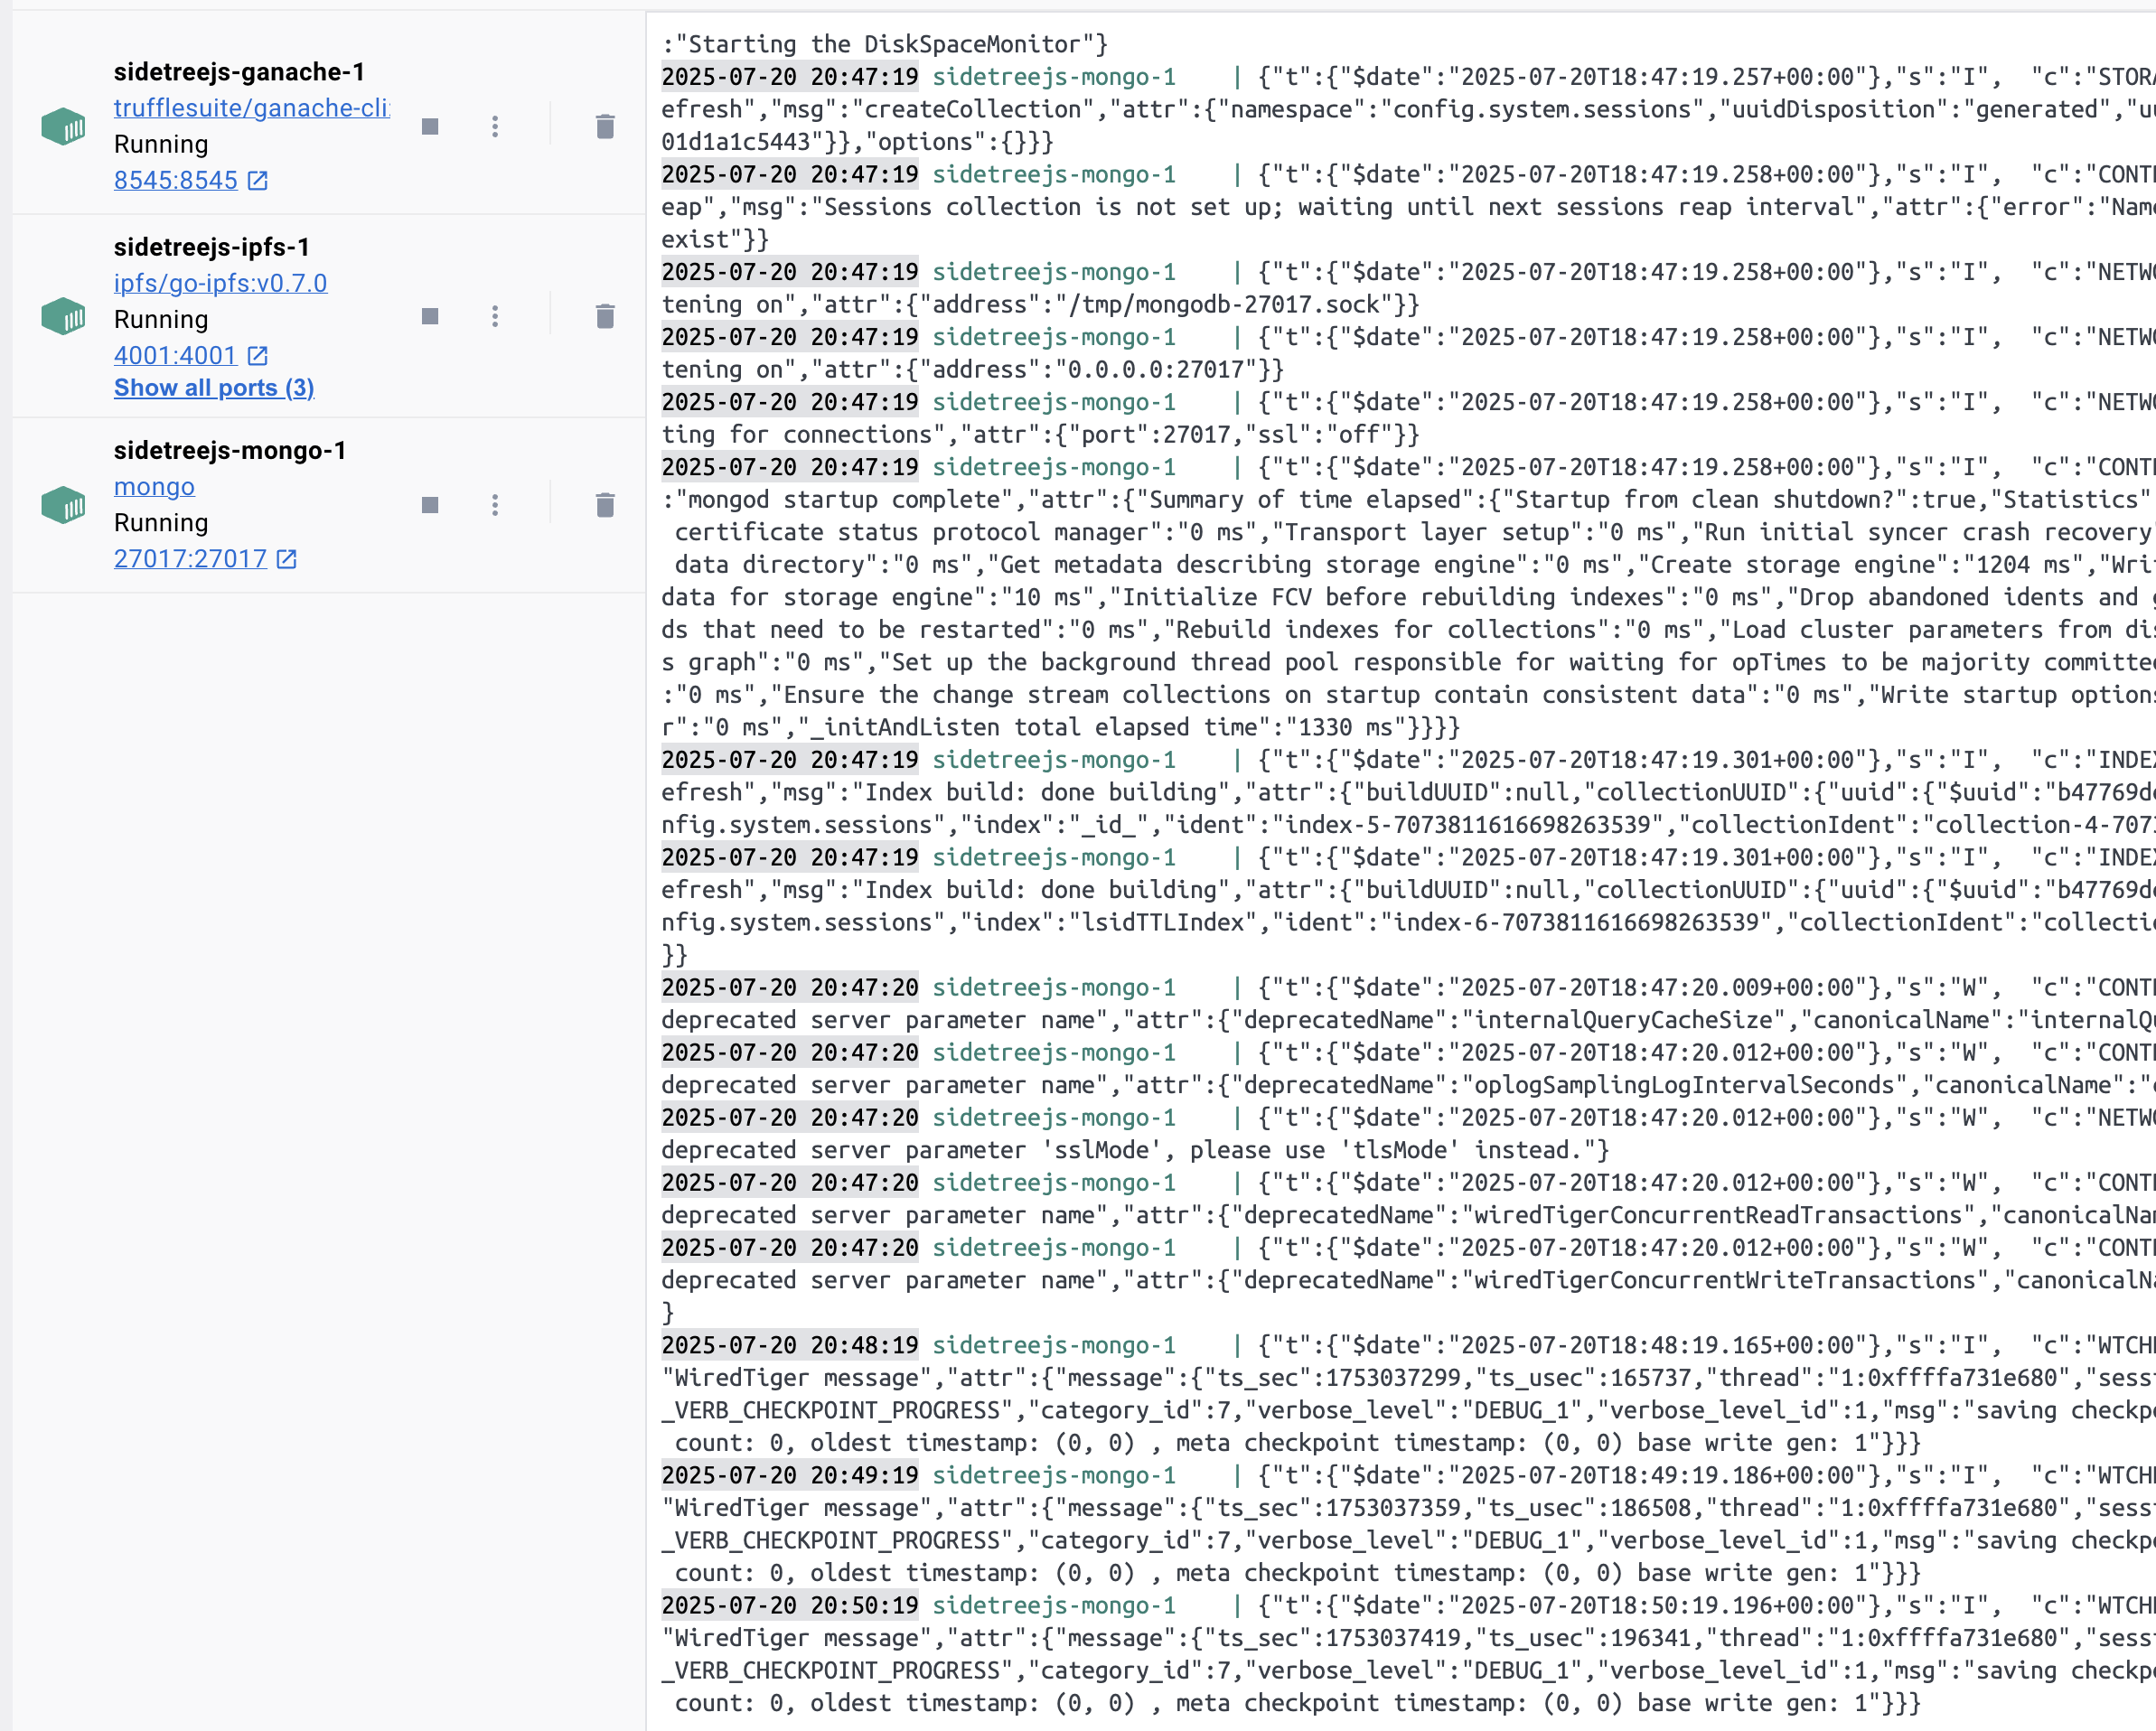 sidetreejs-ganache-1
trufflesuite/ganache-cli:
Running
8545:8545
sidetreejs-ipfs-1
ipfs/go-ipfs:v0.7.0
Running
4001:4001
Show all ports (3)
sidetreejs-mongo-1
mongo
Running
27017:27017
:"Starting the DiskSpaceMonitor"}
2025-07-20 20:47:19 sidetreejs-mongo-1    | {"t":{"$date":"2025-07-20T18:47:19.257+00:00"},"s":"I",  "c":"STOR
efresh","msg":"createCollection","attr":{"namespace":"config.system.sessions","uuidDisposition":"generated","u
01d1a1c5443"}},"options":{}}}
2025-07-20 20:47:19 sidetreejs-mongo-1    | {"t":{"$date":"2025-07-20T18:47:19.258+00:00"},"s":"I",  "c":"CONT
eap","msg":"Sessions collection is not set up; waiting until next sessions reap interval","attr":{"error":"Nam
exist"}}
2025-07-20 20:47:19 sidetreejs-mongo-1    | {"t":{"$date":"2025-07-20T18:47:19.258+00:00"},"s":"I",  "c":"NETW
tening on","attr":{"address":"/tmp/mongodb-27017.sock"}}
2025-07-20 20:47:19 sidetreejs-mongo-1    | {"t":{"$date":"2025-07-20T18:47:19.258+00:00"},"s":"I",  "c":"NETW
tening on","attr":{"address":"0.0.0.0:27017"}}
2025-07-20 20:47:19 sidetreejs-mongo-1    | {"t":{"$date":"2025-07-20T18:47:19.258+00:00"},"s":"I",  "c":"NETW
ting for connections","attr":{"port":27017,"ssl":"off"}}
2025-07-20 20:47:19 sidetreejs-mongo-1    | {"t":{"$date":"2025-07-20T18:47:19.258+00:00"},"s":"I",  "c":"CONT
:"mongod startup complete","attr":{"Summary of time elapsed":{"Startup from clean shutdown?":true,"Statistics"
certificate status protocol manager":"0 ms","Transport layer setup":"0 ms","Run initial syncer crash recovery
data directory":"0 ms","Get metadata describing storage engine":"0 ms","Create storage engine":"1204 ms","Wri
data for storage engine":"10 ms","Initialize FCV before rebuilding indexes":"0 ms","Drop abandoned idents and
ds that need to be restarted":"0 ms","Rebuild indexes for collections":"0 ms","Load cluster parameters from dis
s graph":"0 ms","Set up the background thread pool responsible for waiting for opTimes to be majority committe
:"0 ms","Ensure the change stream collections on startup contain consistent data":"0 ms","Write startup options
r":"0 ms","_initAndListen total elapsed time":"1330 ms"}}}}
2025-07-20 20:47:19 sidetreejs-mongo-1    | {"t":{"$date":"2025-07-20T18:47:19.301+00:00"},"s":"I",  "c":"INDE
efresh","msg":"Index build: done building","attr":{"buildUUID":null,"collectionUUID":{"uuid":{"$uuid":"b47769d
nfig.system.sessions","index":"_id_","ident":"index-5-7073811616698263539","collectionIdent":"collection-4-707
2025-07-20 20:47:19 sidetreejs-mongo-1    | {"t":{"$date":"2025-07-20T18:47:19.301+00:00"},"s":"I",  "c":"INDE
efresh","msg":"Index build: done building","attr":{"buildUUID":null,"collectionUUID":{"uuid":{"$uuid":"b47769d
nfig.system.sessions","index":"lsidTTLIndex","ident":"index-6-7073811616698263539","collectionIdent":"collecti
}}
2025-07-20 20:47:20 sidetreejs-mongo-1    | {"t":{"$date":"2025-07-20T18:47:20.009+00:00"},"s":"W",  "c":"CONT
deprecated server parameter name","attr":{"deprecatedName":"internalQueryCacheSize","canonicalName":"internalQ
2025-07-20 20:47:20 sidetreejs-mongo-1    | {"t":{"$date":"2025-07-20T18:47:20.012+00:00"},"s":"W",  "c":"CONT
deprecated server parameter name","attr":{"deprecatedName":"oplogSamplingLogIntervalSeconds","canonicalName":"
2025-07-20 20:47:20 sidetreejs-mongo-1    | {"t":{"$date":"2025-07-20T18:47:20.012+00:00"},"s":"W",  "c":"NETW
deprecated server parameter 'sslMode', please use 'tlsMode' instead."}
2025-07-20 20:47:20 sidetreejs-mongo-1    | {"t":{"$date":"2025-07-20T18:47:20.012+00:00"},"s":"W",  "c":"CONT
deprecated server parameter name","attr":{"deprecatedName":"wiredTigerConcurrentReadTransactions","canonicalNa
2025-07-20 20:47:20 sidetreejs-mongo-1    | {"t":{"$date":"2025-07-20T18:47:20.012+00:00"},"s":"W",  "c":"CONT
deprecated server parameter name","attr":{"deprecatedName":"wiredTigerConcurrentWriteTransactions","canonicalN
}
2025-07-20 20:48:19 sidetreejs-mongo-1    | {"t":{"$date":"2025-07-20T18:48:19.165+00:00"},"s":"I",  "c":"WTCH
"WiredTiger message","attr":{"message":{"ts_sec":1753037299,"ts_usec":165737,"thread":"1:0xffffa731e680","sess
_VERB_CHECKPOINT_PROGRESS","category_id":7,"verbose_level":"DEBUG_1","verbose_level_id":1,"msg":"saving checkp
count: 0, oldest timestamp: (0, 0) , meta checkpoint timestamp: (0, 0) base write gen: 1"}}}
2025-07-20 20:49:19 sidetreejs-mongo-1    | {"t":{"$date":"2025-07-20T18:49:19.186+00:00"},"s":"I",  "c":"WTCH
"WiredTiger message","attr":{"message":{"ts_sec":1753037359,"ts_usec":186508,"thread":"1:0xffffa731e680","sess
_VERB_CHECKPOINT_PROGRESS","category_id":7,"verbose_level":"DEBUG_1","verbose_level_id":1,"msg":"saving checkp
count: 0, oldest timestamp: (0, 0) , meta checkpoint timestamp: (0, 0) base write gen: 1"}}}
2025-07-20 20:50:19 sidetreejs-mongo-1    | {"t":{"$date":"2025-07-20T18:50:19.196+00:00"},"s":"I",  "c":"WTCH
"WiredTiger message","attr":{"message":{"ts_sec":1753037419,"ts_usec":196341,"thread":"1:0xffffa731e680","sess
_VERB_CHECKPOINT_PROGRESS","category_id":7,"verbose_level":"DEBUG_1","verbose_level_id":1,"msg":"saving checkp
count: 0, oldest timestamp: (0, 0) , meta checkpoint timestamp: (0, 0) base write gen: 1"}}}